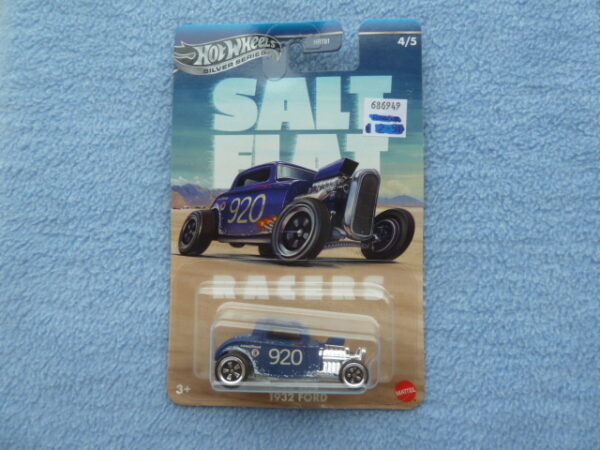 Hot Wheels
SILVER SERIES
4/5
SALT
686949
FLAT
920
RACERS
920
3+
1932 FORD
MATTEL